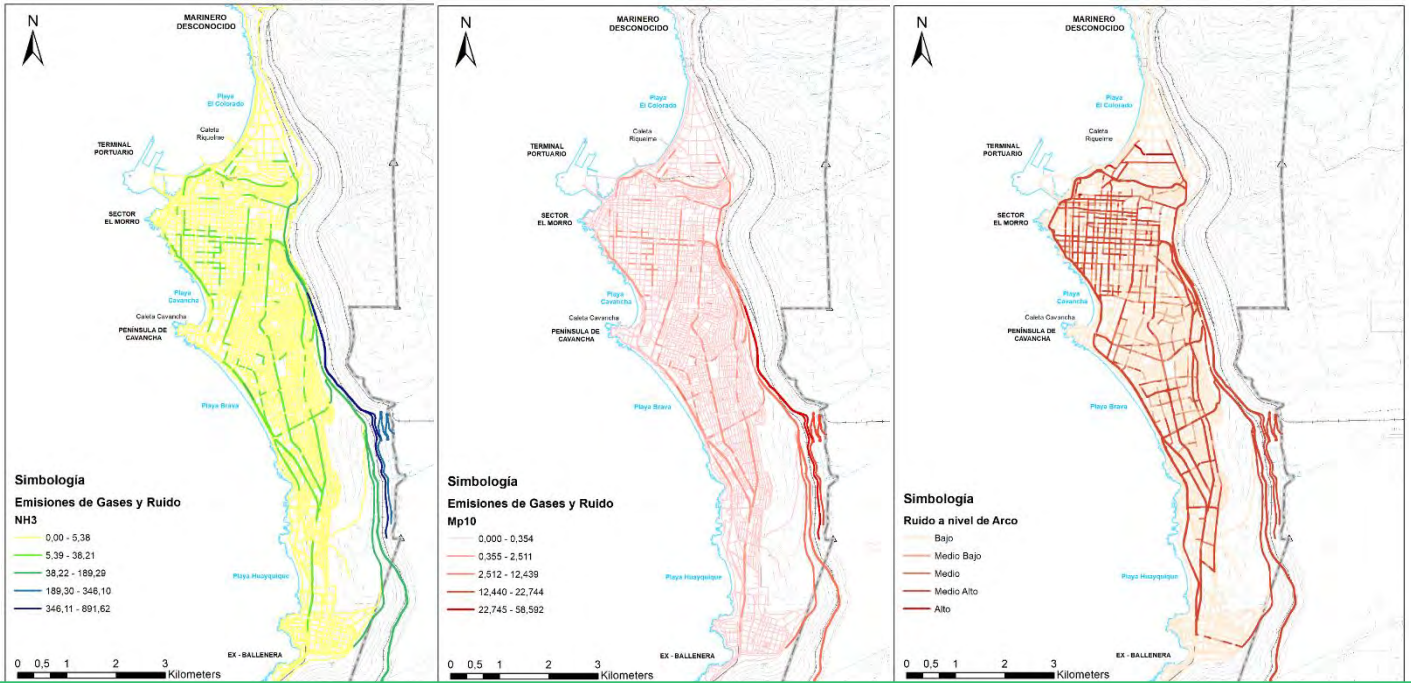 N
MARINERO
DESCONOCIDO
Playa
El Colorado
Caleta
Riquelme
TERMINAL
PORTUARIO
SECTOR
EL MORRO
Playa
Cavancha
Caleta Cavancha
PENÍNSULA DE
CAVANCHA
Playa Brava
Simbología
Emisiones de Gases y Ruido
NH3
0,00 - 5,38
5,39 - 38,21
38,22 - 189,29
189,30 - 346,10
346,11 - 891,62
Playa Huayquique
EX - BALLENERA
0 0,5 1 2 3
Kilometers
N
MARINERO
DESCONOCIDO
Playa
El Colorado
Caleta
Riquelme
TERMINAL
PORTUARIO
SECTOR
EL MORRO
Playa
Cavancha
Caleta Cavancha
PENÍNSULA DE
CAVANCHA
Playa Brava
Simbología
Emisiones de Gases y Ruido
Mp10
0,000 - 0,354
0,355 - 2,511
2,512 - 12,439
12,440 - 22,744
22,745 - 58,592
Playa Huayquique
EX - BALLENERA
0 0,5 1 2 3
Kilometers
N
MARINERO
DESCONOCIDO
Playa
El Colorado
Caleta
Riquelme
TERMINAL
PORTUARIO
SECTOR
EL MORRO
Playa
Cavancha
Caleta Cavancha
PENÍNSULA DE
CAVANCHA
Playa Brava
Simbología
Ruido a nivel de Arco
Bajo
Medio Bajo
Medio
Medio Alto
Alto
Playa Huayquique
EX - BALLENERA
0 0,5 1 2 3
Kilometers